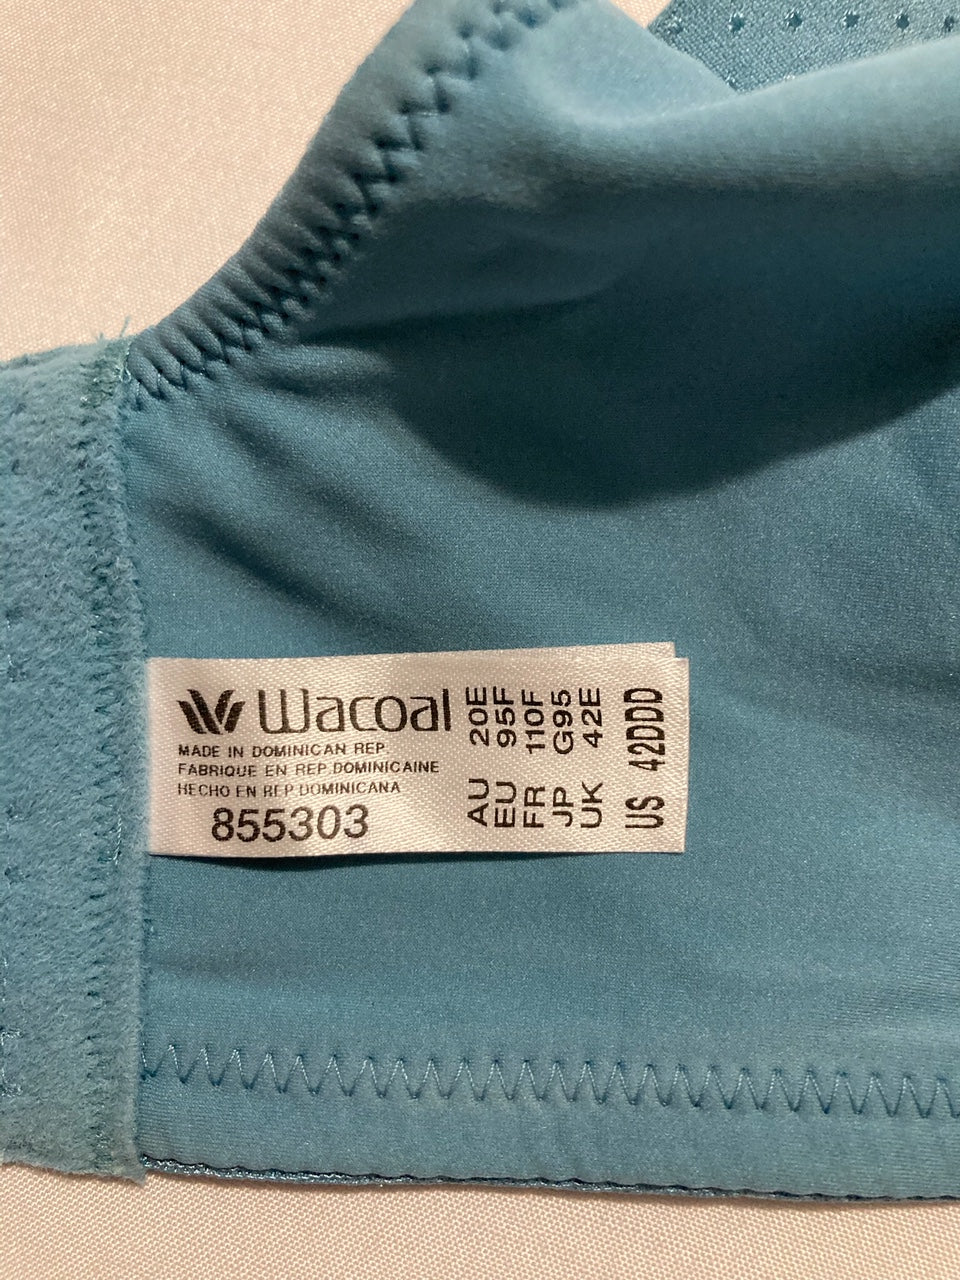 Wacoal
MADE IN DOMINICAN REP.
FABRIQUE EN REP.DOMINICAINE
HECHO EN REP DOMINICANA
855303
AU 20E
EU 95F
FR 110F
JP G95
UK 42E
US 42DDD